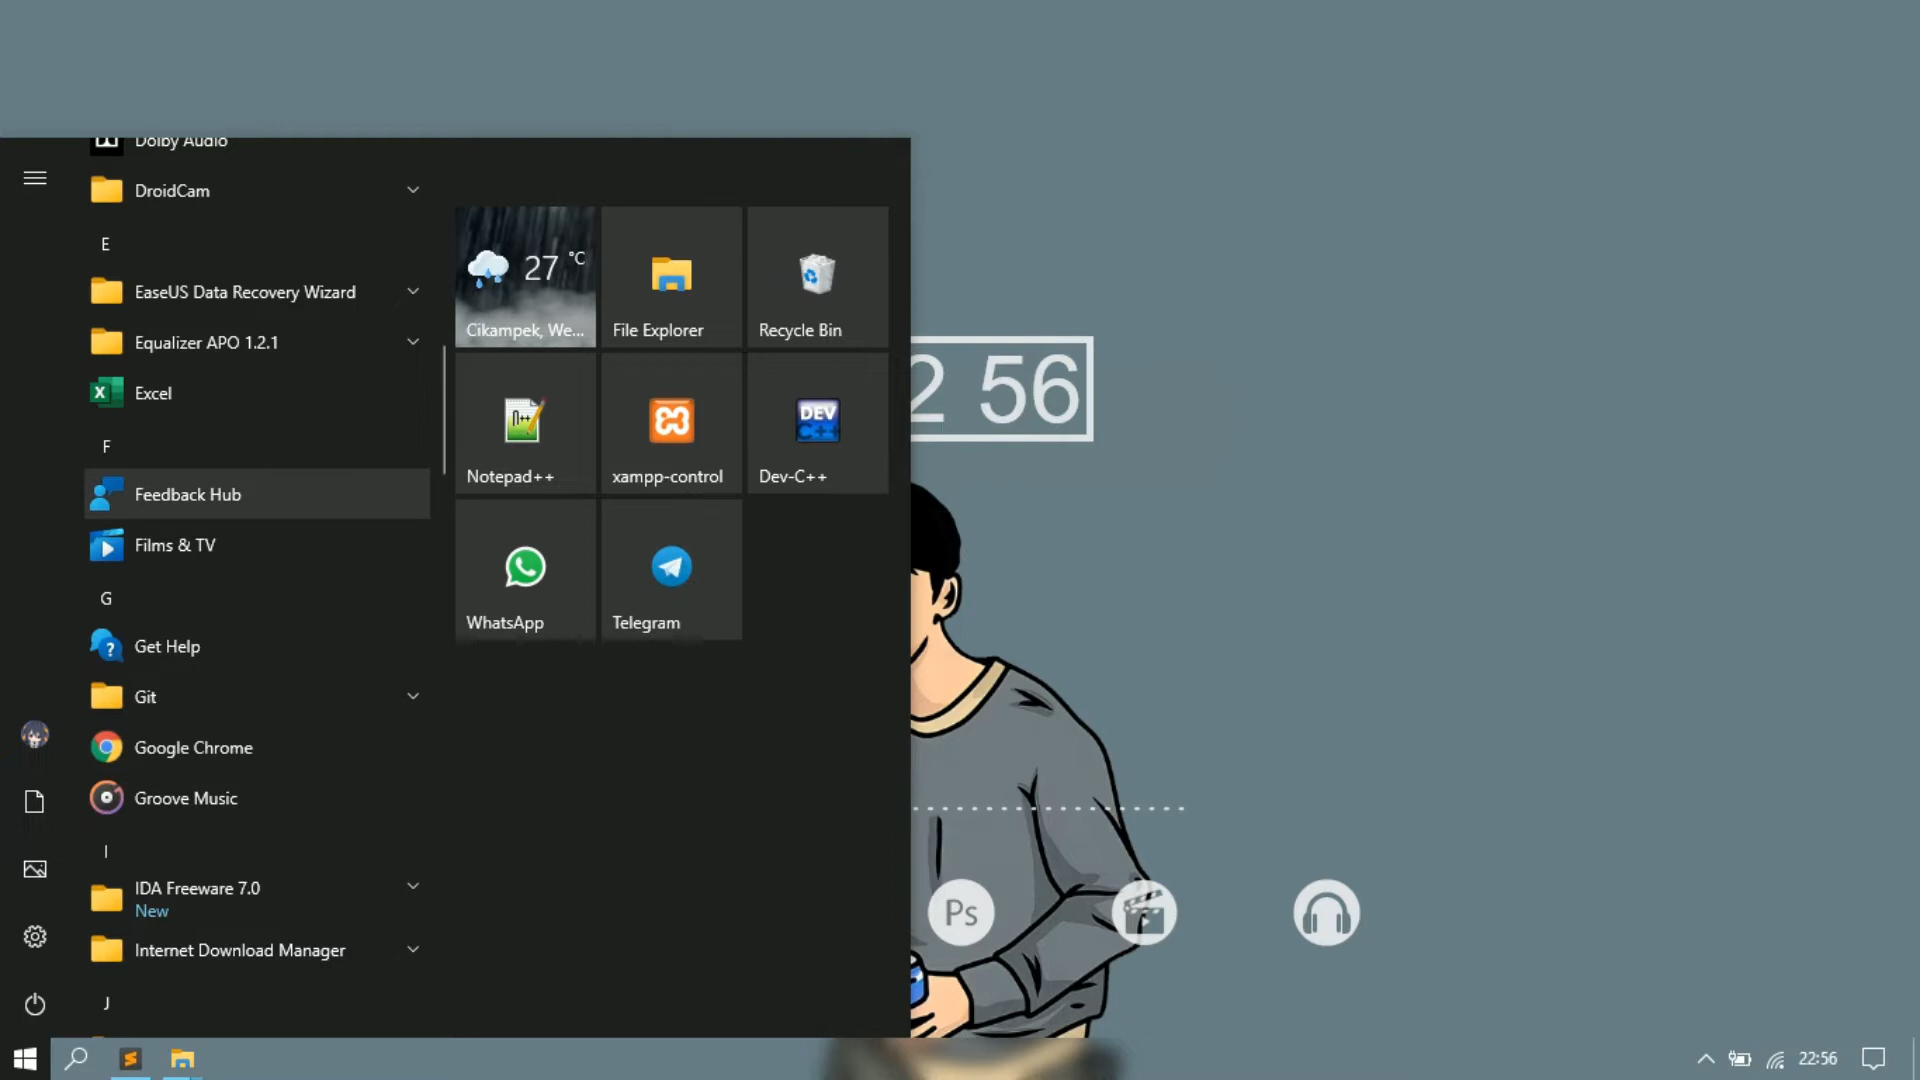 Dolby Audio
DroidCam
E
EaseUS Data Recovery Wizard
Equalizer APO 1.2.1
Excel
F
Feedback Hub
Films & TV
G
Get Help
Git
Google Chrome
Groove Music
I
IDA Freeware 7.0
New
Internet Download Manager
J
27 °C
Cikampek, We...
File Explorer
Recycle Bin
n++
DEV
C++
Notepad++
xampp-control
Dev-C++
WhatsApp
Telegram
2 56
Ps
22:56